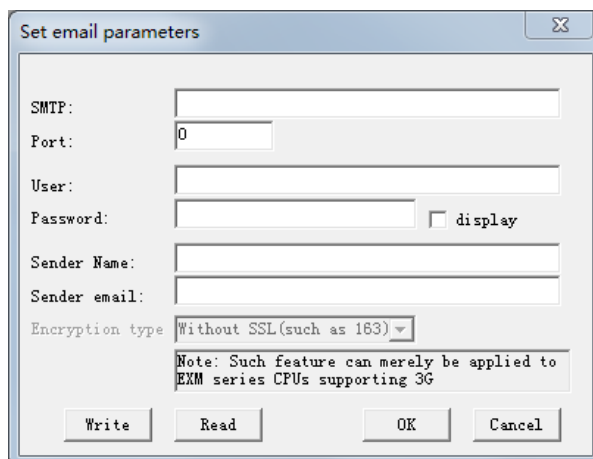 Set email parameters
SMTP:
Port: 0
User:
Password: display
Sender Name:
Sender email:
Encryption type Without SSL(such as 163)
Note: Such feature can merely be applied to
EXM series CPUs supporting 3G
Write Read OK Cancel